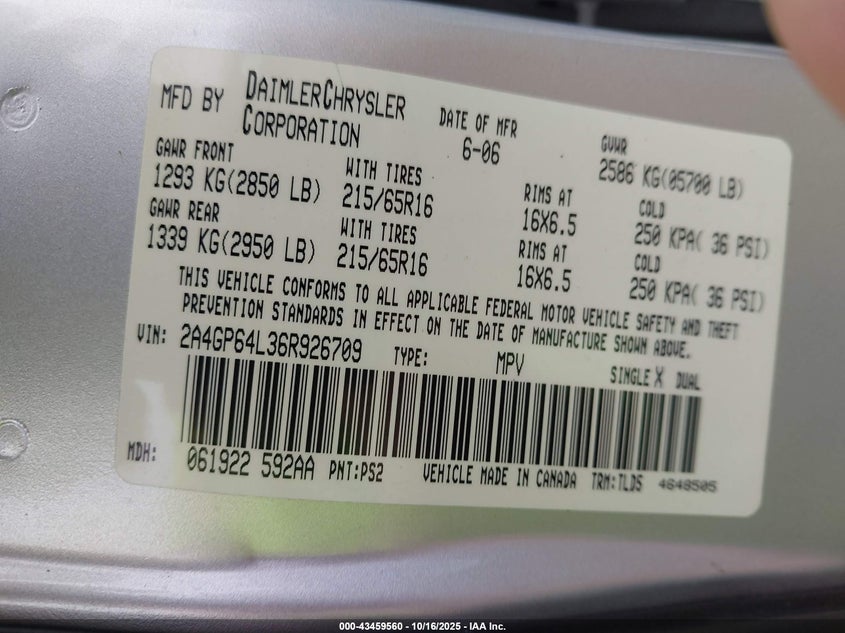 MFD BY DAIMLERCHRYSLER CORPORATION
DATE OF MFR 6-06
GVWR 2586 KG(05700 LB)
GAWR FRONT 1293 KG(2850 LB)
WITH TIRES 215/65R16
RIMS AT 16X6.5
COLD 250 KPA( 36 PSI)
GAWR REAR 1339 KG(2950 LB)
WITH TIRES 215/65R16
RIMS AT 16X6.5
COLD 250 KPA( 36 PSI)
THIS VEHICLE CONFORMS TO ALL APPLICABLE FEDERAL MOTOR VEHICLE SAFETY AND THEFT
PREVENTION STANDARDS IN EFFECT ON THE DATE OF MANUFACTURE SHOWN ABOVE.
VIN: 2A4GP64L36R926709 TYPE: MPV SINGLE X DUAL
MDH: 061922 592AA PNT:PS2 VEHICLE MADE IN CANADA TRM:TLD5 4648505
000-43459560 - 10/16/2025 - IAA Inc.